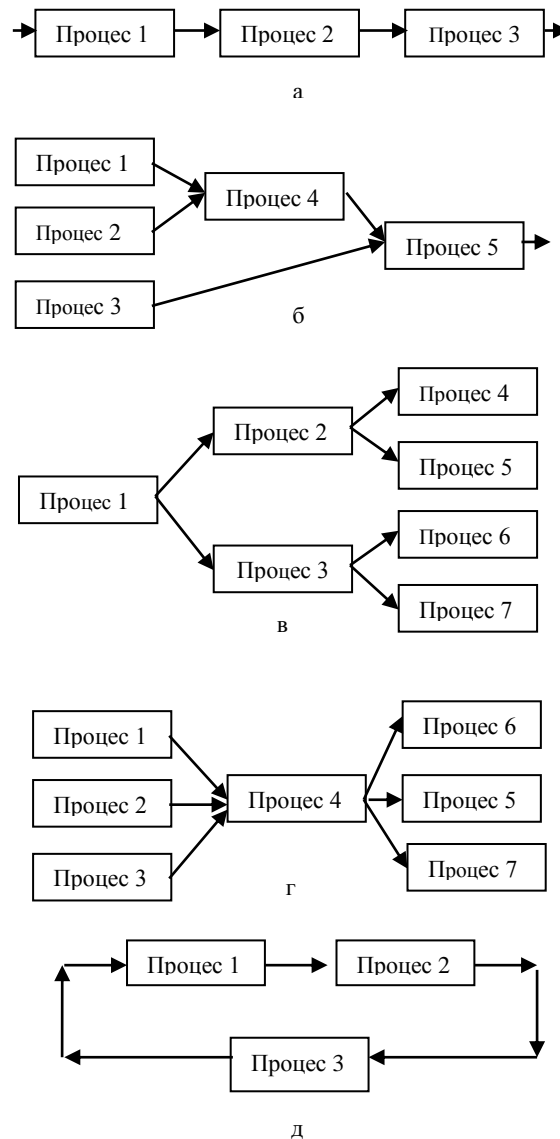 Процес 1 Процес 2 Процес 3
а
Процес 1
Процес 4
Процес 2
Процес 5
Процес 3
б
Процес 4
Процес 2
Процес 5
Процес 1
Процес 6
Процес 3
Процес 7
в
Процес 6
Процес 1
Процес 2 Процес 4 Процес 5
Процес 3
Процес 7
г
Процес 1 Процес 2
Процес 3
д